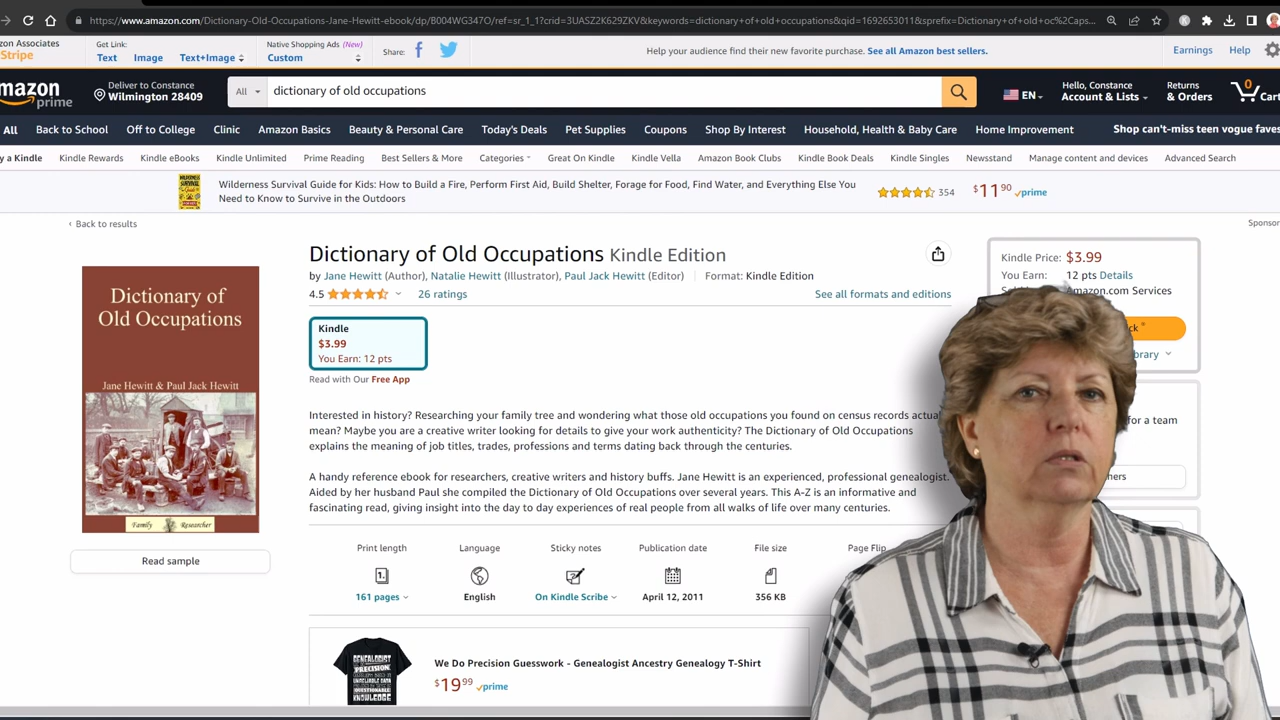 https://www.amazon.com/Dictionary-Old-Occupations-Jane-Hewitt-ebook/dp/B004WG347O/ref=sr_1_1?crid=3UASZ2K629ZKV&keywords=dictionary+of+old+occupations&qid=1692653011&sprefix=Dictionary+of+old+oc%2Caps...
zon Associates
Stripe
Get Link:
Text Image Text+Image
Native Shopping Ads (New)
Custom
Share:
Help your audience find their new favorite purchase. See all Amazon best sellers.
Earnings Help
mazon
prime
Deliver to Constance
Wilmington 28409
All
dictionary of old occupations
EN
Hello, Constance
Account & Lists
Returns
& Orders
0
Cart
All Back to School Off to College Clinic Amazon Basics Beauty & Personal Care Today's Deals Pet Supplies Coupons Shop By Interest Household, Health & Baby Care Home Improvement Shop can't-miss teen vogue faves
y a Kindle Kindle Rewards Kindle eBooks Kindle Unlimited Prime Reading Best Sellers & More Categories Great On Kindle Kindle Vella Amazon Book Clubs Kindle Book Deals Kindle Singles Newsstand Manage content and devices Advanced Search
Wilderness Survival Guide for Kids: How to Build a Fire, Perform First Aid, Build Shelter, Forage for Food, Find Water, and Everything Else You
Need to Know to Survive in the Outdoors
354
$11 90 prime
‹ Back to results
Sponsor
Dictionary of
Old Occupations
Jane Hewitt & Paul Jack Hewitt
Family Researcher
Read sample
Dictionary of Old Occupations Kindle Edition
by Jane Hewitt (Author), Natalie Hewitt (Illustrator), Paul Jack Hewitt (Editor) Format: Kindle Edition
4.5 26 ratings
See all formats and editions
Kindle
$3.99
You Earn: 12 pts
Read with Our Free App
Interested in history? Researching your family tree and wondering what those old occupations you found on census records actua
mean? Maybe you are a creative writer looking for details to give your work authenticity? The Dictionary of Old Occupations
explains the meaning of job titles, trades, professions and terms dating back through the centuries.
A handy reference ebook for researchers, creative writers and history buffs. Jane Hewitt is an experienced, professional genealogist.
Aided by her husband Paul she compiled the Dictionary of Old Occupations over several years. This A-Z is an informative and
fascinating read, giving insight into the day to day experiences of real people from all walks of life over many centuries.
Print length
161 pages
Language
English
Sticky notes
On Kindle Scribe
Publication date
April 12, 2011
File size
356 KB
Page Flip
GENEALOGIST
PRECISION
KNOWLEDGE
We Do Precision Guesswork - Genealogist Ancestry Genealogy T-Shirt
$19 99 prime
Kindle Price: $3.99
You Earn: 12 pts Details
Amazon.com Services
ck
brary
for a team
hers